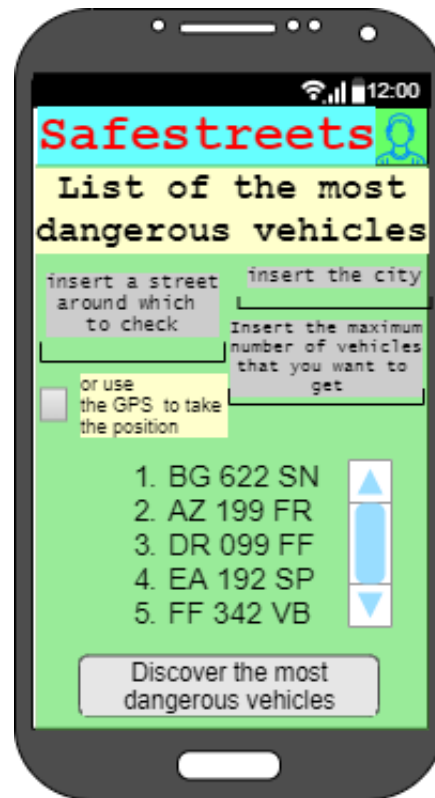 12:00
Safestreets
List of the most
dangerous vehicles
insert a street
around which
to check
insert the city
Insert the maximum
number of vehicles
that you want to
get
or use
the GPS to take
the position
1. BG 622 SN
2. AZ 199 FR
3. DR 099 FF
4. EA 192 SP
5. FF 342 VB
Discover the most
dangerous vehicles